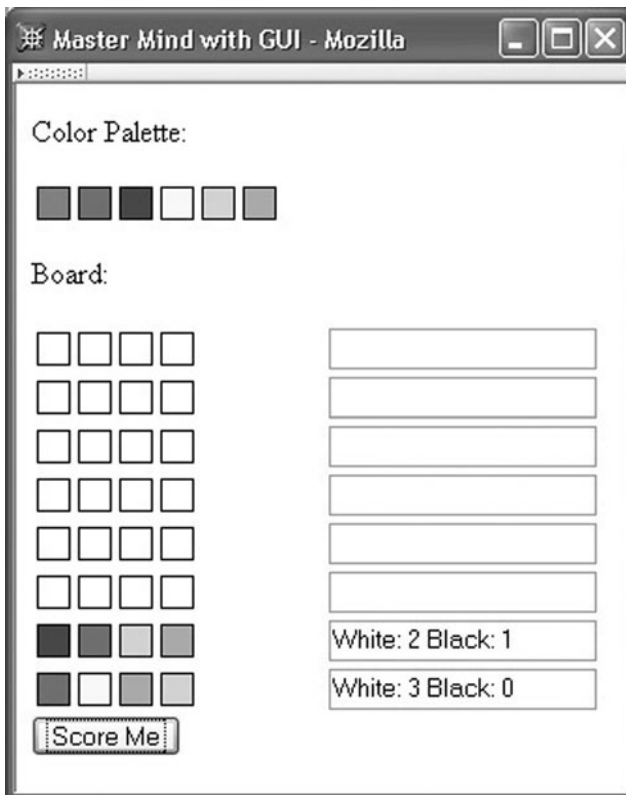 Master Mind with GUI - Mozilla
Color Palette:
Board:
White: 2 Black: 1
White: 3 Black: 0
Score Me